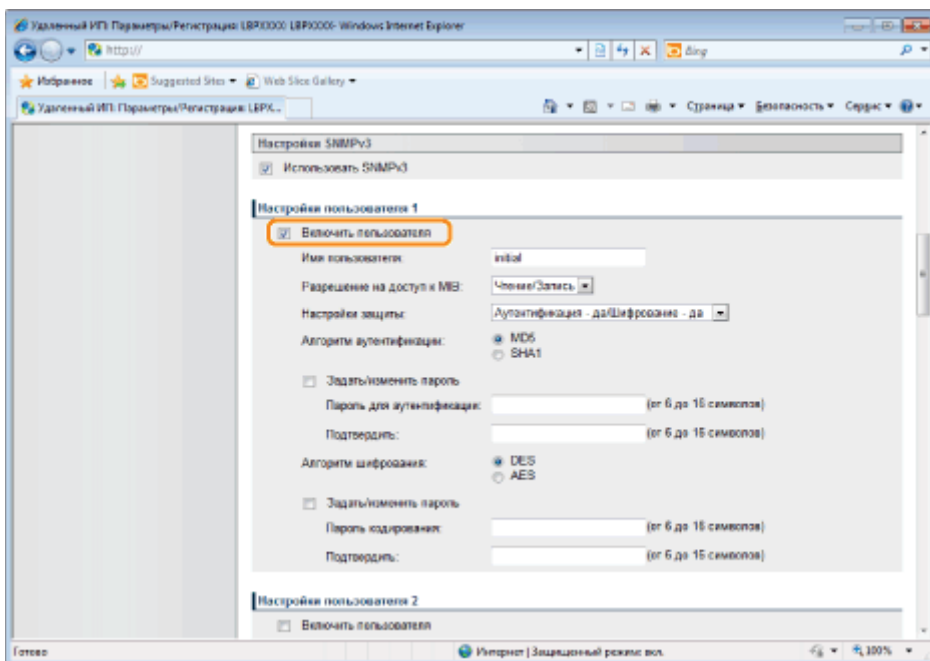 Удаленный ИП: Параметры/Регистрация: LBPXXXX: LBPXXXX - Windows Internet Explorer
http:// Bing
Избранное Suggested Sites Web Slice Gallery
Удаленный ИП: Параметры/Регистрация: LBPX... Страница Безопасность Сервис
Настройки SNMPv3
Использовать SNMPv3
Настройки пользователя 1
Включить пользователя
Имя пользователя: initial
Разрешение на доступ к MIB: Чтение/Запись
Настройки защиты: Аутентификация - да/Шифрование - да
Алгоритм аутентификации: MD5
SHA1
Задать/изменить пароль
Пароль для аутентификации: (от 6 до 16 символов)
Подтвердить: (от 6 до 16 символов)
Алгоритм шифрования: DES
AES
Задать/изменить пароль
Пароль кодирования: (от 6 до 16 символов)
Подтвердить: (от 6 до 16 символов)
Настройки пользователя 2
Включить пользователя
Готово Интернет | Защищенный режим: вкл. 100%